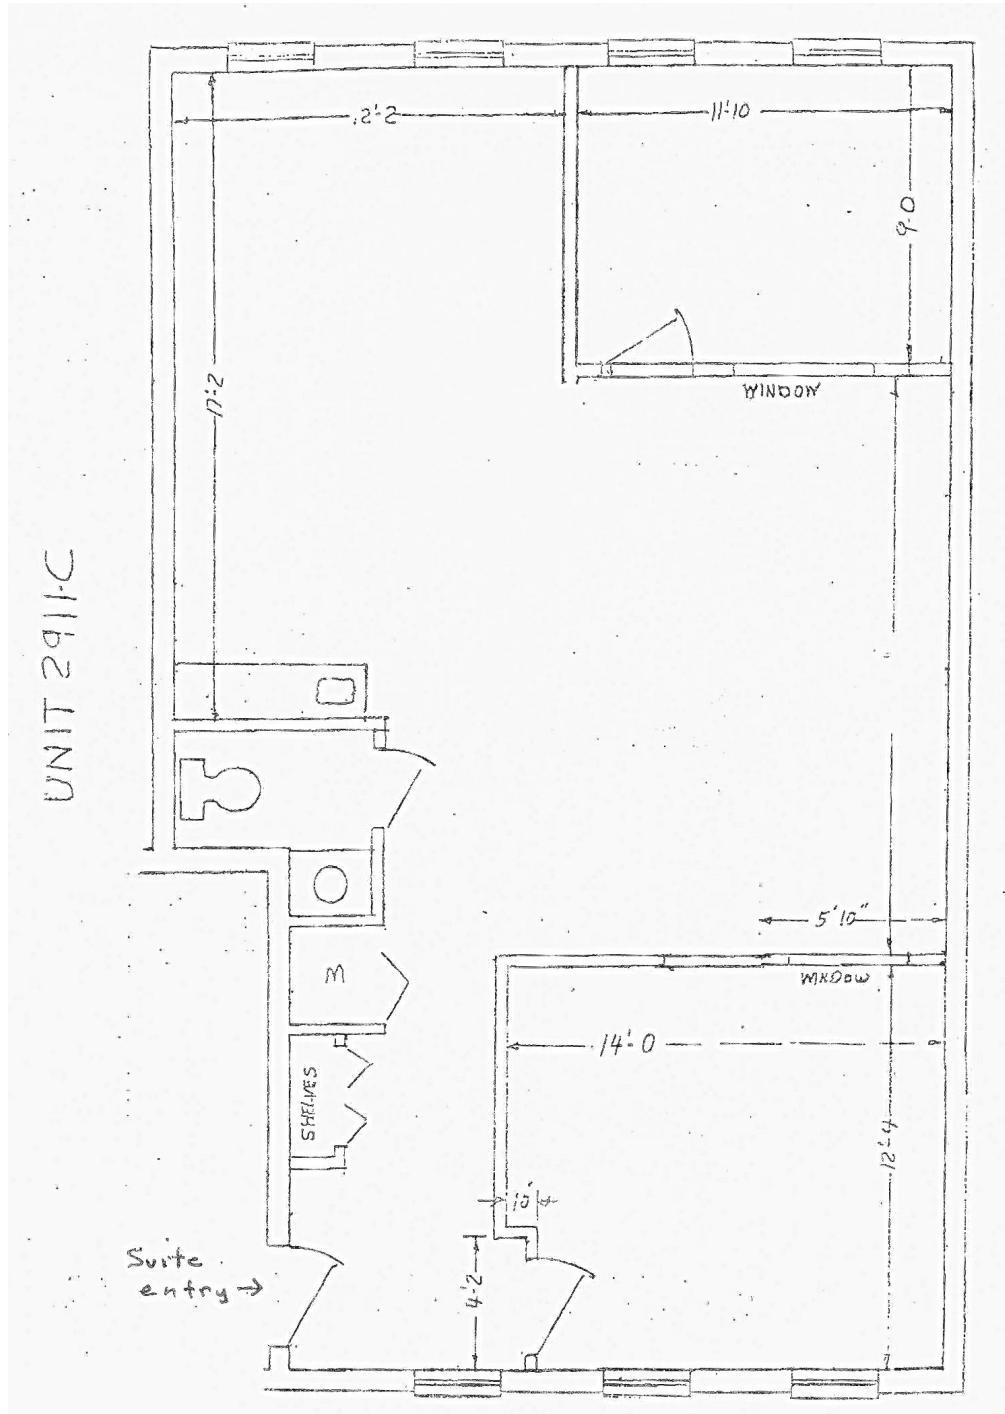 12'-2
11'-10
9-0
17'-2
WINDOW
UNIT 2911-C
5'10"
WINDOW
M
14'-0
SHELVES
12'-4
10"
4'-2
Suite
entry →